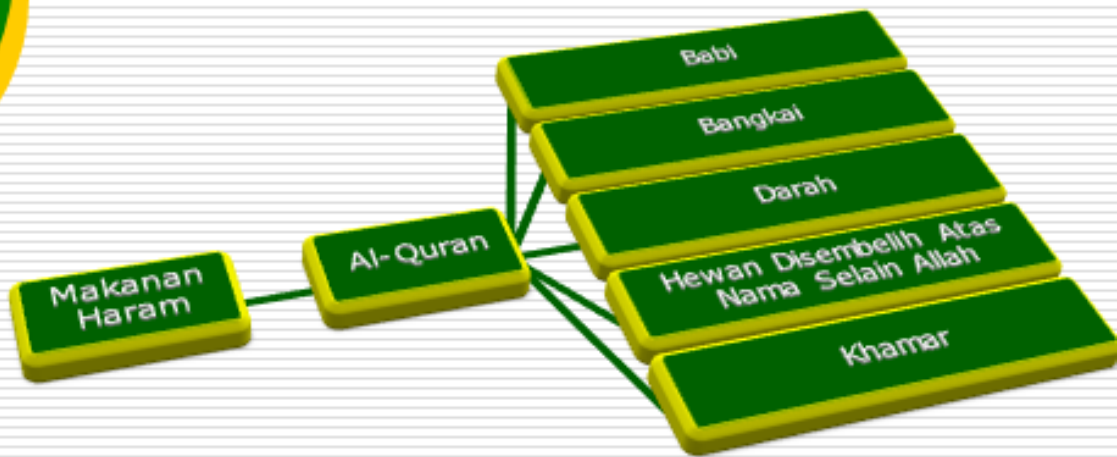 Makanan
Haram
Al-Quran
Babi
Bangkai
Darah
Hewan Disembelih Atas
Nama Selain Allah
Khamar